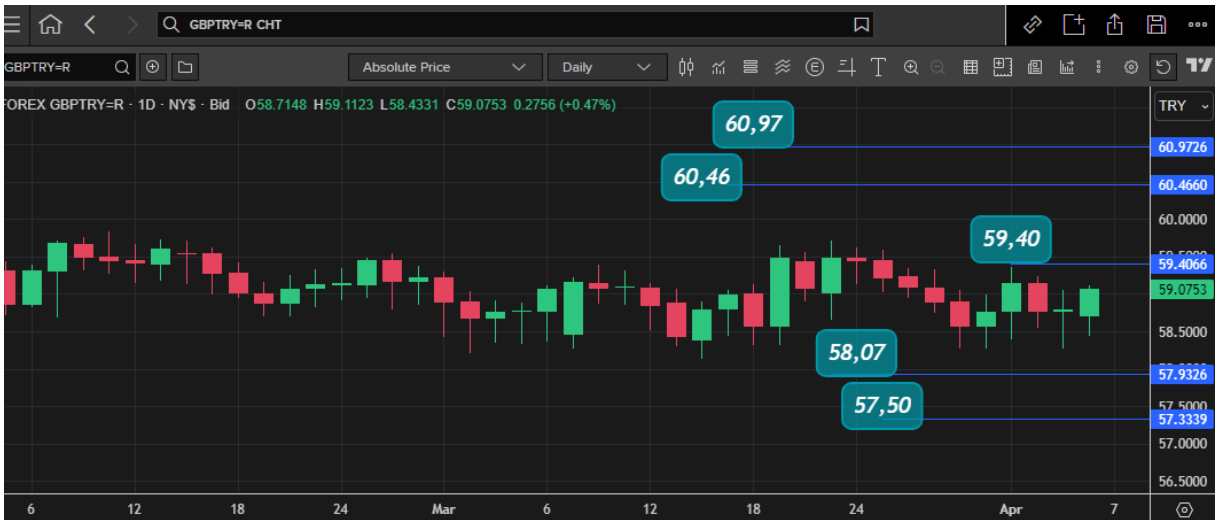 GBPTRY=R CHT
GBPTRY=R
Absolute Price
Daily
FOREX GBPTRY=R · 1D · NY$ · Bid O58.7148 H59.1123 L58.4331 C59.0753 0.2756 (+0.47%)
TRY
60,97
60.9726
60,46
60.4660
60.0000
59,40
59.4066
59.0753
58.5000
58,07
57.9326
57,50
57.5000
57.3339
57.0000
56.5000
6 12 18 24 Mar 6 12 18 24 Apr 7